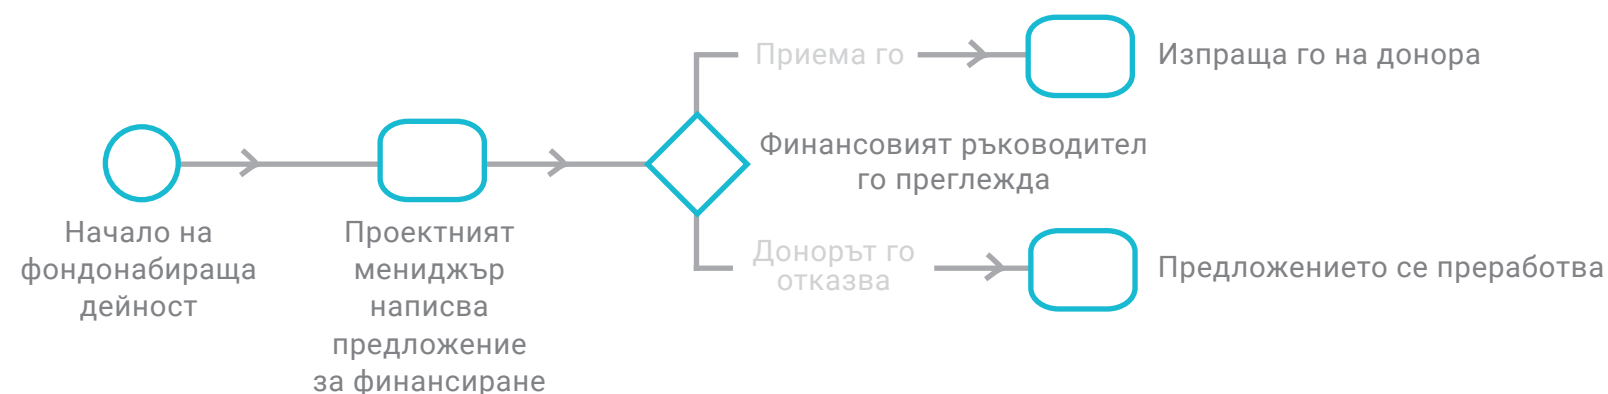 Начало на
фондонабираща
дейност
Проектният
мениджър
написва
предложение
за финансиране
Финансовият ръководител
го преглежда
Приема го
Изпраща го на донора
Донорът го
отказва
Предложението се преработва